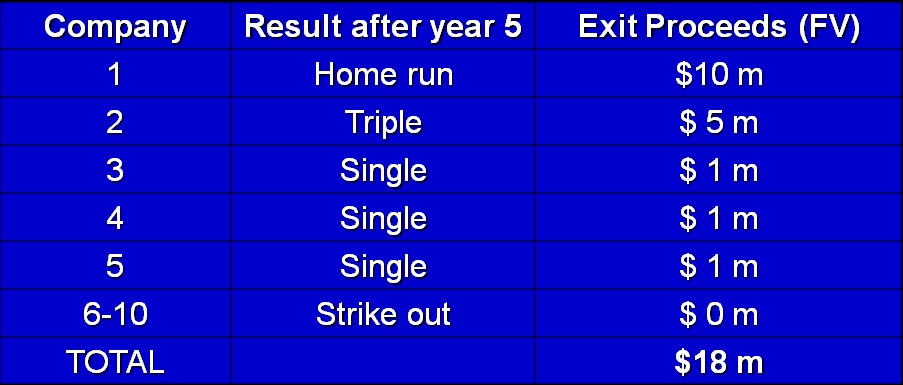 Company Result after year 5 Exit Proceeds (FV)
1 Home run $10 m
2 Triple $ 5 m
3 Single $ 1 m
4 Single $ 1 m
5 Single $ 1 m
6-10 Strike out $ 0 m
TOTAL $18 m